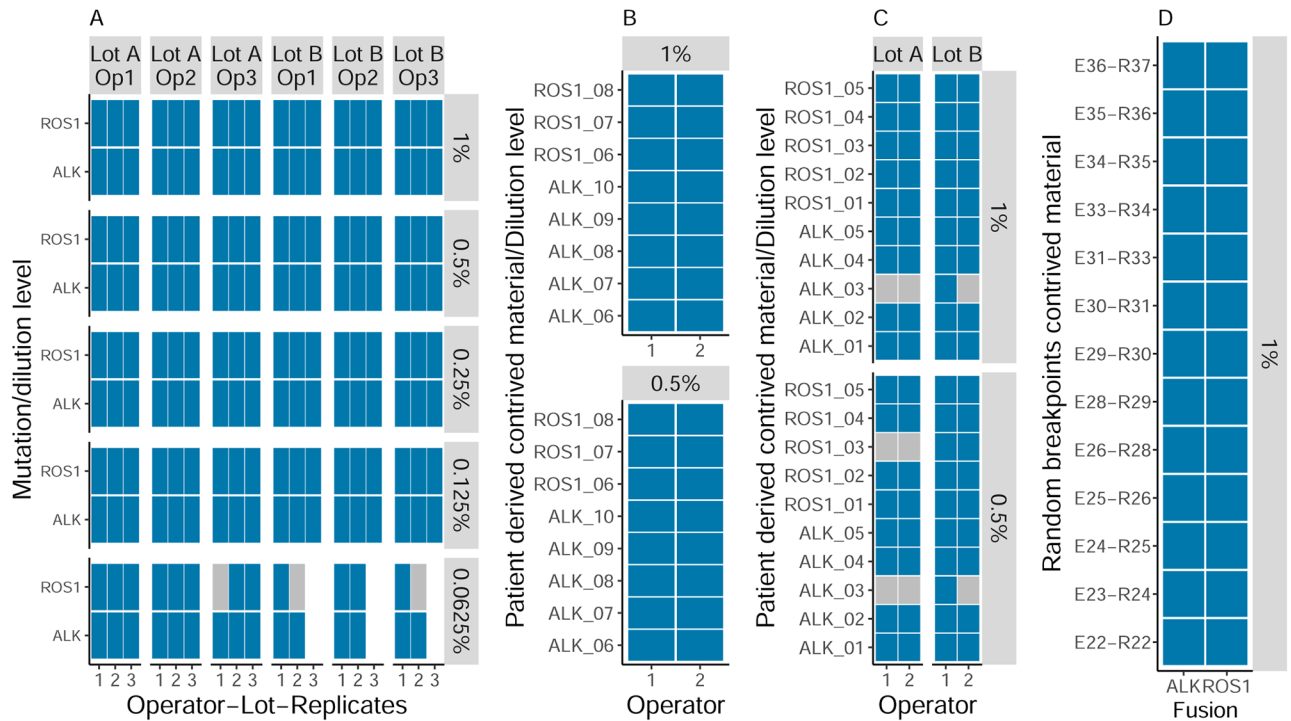 A
Lot A Op1
Lot A Op2
Lot A Op3
Lot B Op1
Lot B Op2
Lot B Op3
Mutation/dilution level
ROS1
ALK
1%
ROS1
ALK
0.5%
ROS1
ALK
0.25%
ROS1
ALK
0.125%
ROS1
ALK
0.0625%
1 2 3 1 2 3 1 2 3 1 2 3 1 2 3 1 2 3
Operator–Lot–Replicates
B
Patient derived contrived material/Dilution level
1%
ROS1_08
ROS1_07
ROS1_06
ALK_10
ALK_09
ALK_08
ALK_07
ALK_06
1 2
0.5%
ROS1_08
ROS1_07
ROS1_06
ALK_10
ALK_09
ALK_08
ALK_07
ALK_06
1 2
Operator
C
Patient derived contrived material/Dilution level
Lot A Lot B
ROS1_05
ROS1_04
ROS1_03
ROS1_02
ROS1_01
ALK_05
ALK_04
ALK_03
ALK_02
ALK_01
1%
ROS1_05
ROS1_04
ROS1_03
ROS1_02
ROS1_01
ALK_05
ALK_04
ALK_03
ALK_02
ALK_01
0.5%
1 2 1 2
Operator
D
Random breakpoints contrived material
E36–R37
E35–R36
E34–R35
E33–R34
E31–R33
E30–R31
E29–R30
E28–R29
E26–R28
E25–R26
E24–R25
E23–R24
E22–R22
1%
ALK ROS1
Fusion